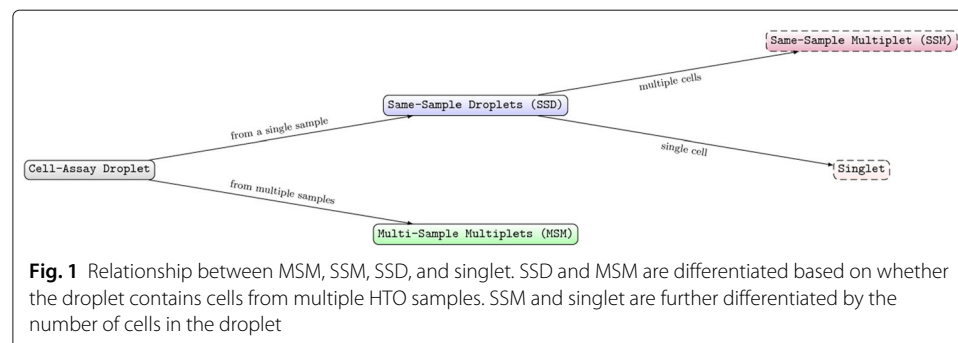 Same-Sample Multiplet (SSM)
multiple cells
Same-Sample Droplets (SSD)
from a single sample
single cell
Cell-Assay Droplet
Singlet
from multiple samples
Multi-Sample Multiplets (MSM)
Fig. 1 Relationship between MSM, SSM, SSD, and singlet. SSD and MSM are differentiated based on whether
the droplet contains cells from multiple HTO samples. SSM and singlet are further differentiated by the
number of cells in the droplet